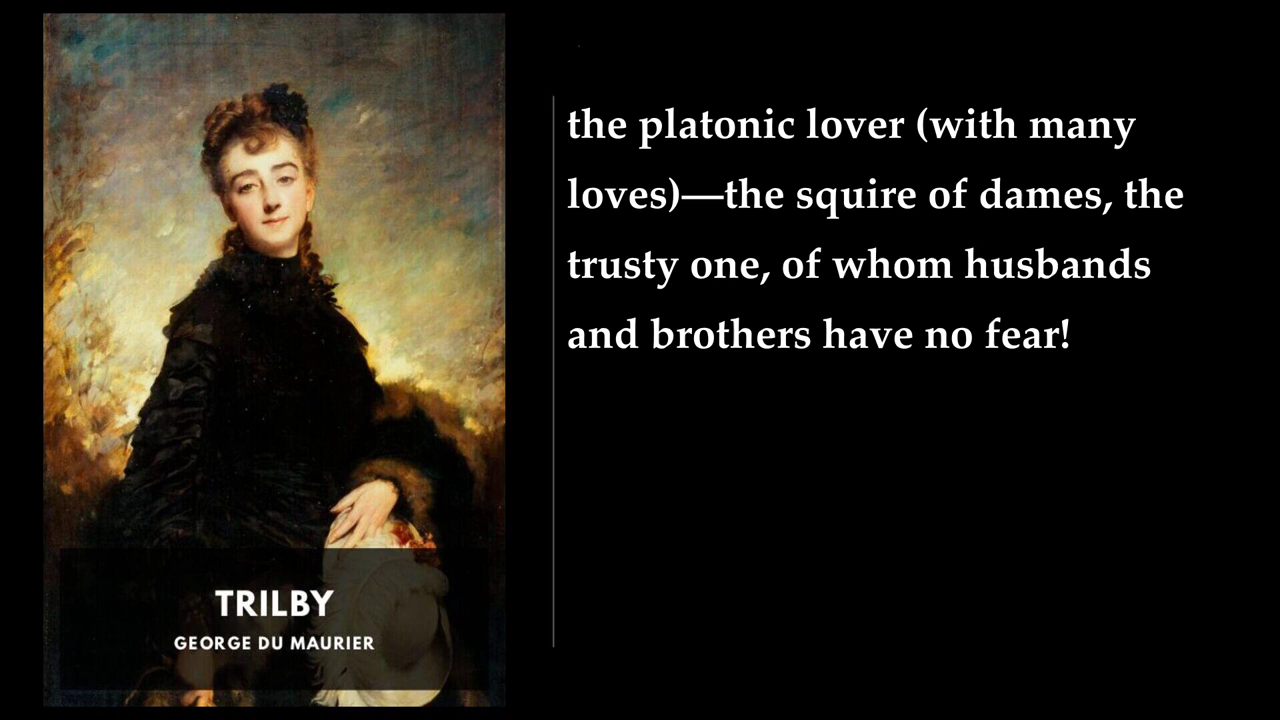 the platonic lover (with many
loves)—the squire of dames, the
trusty one, of whom husbands
and brothers have no fear!
TRILBY
GEORGE DU MAURIER